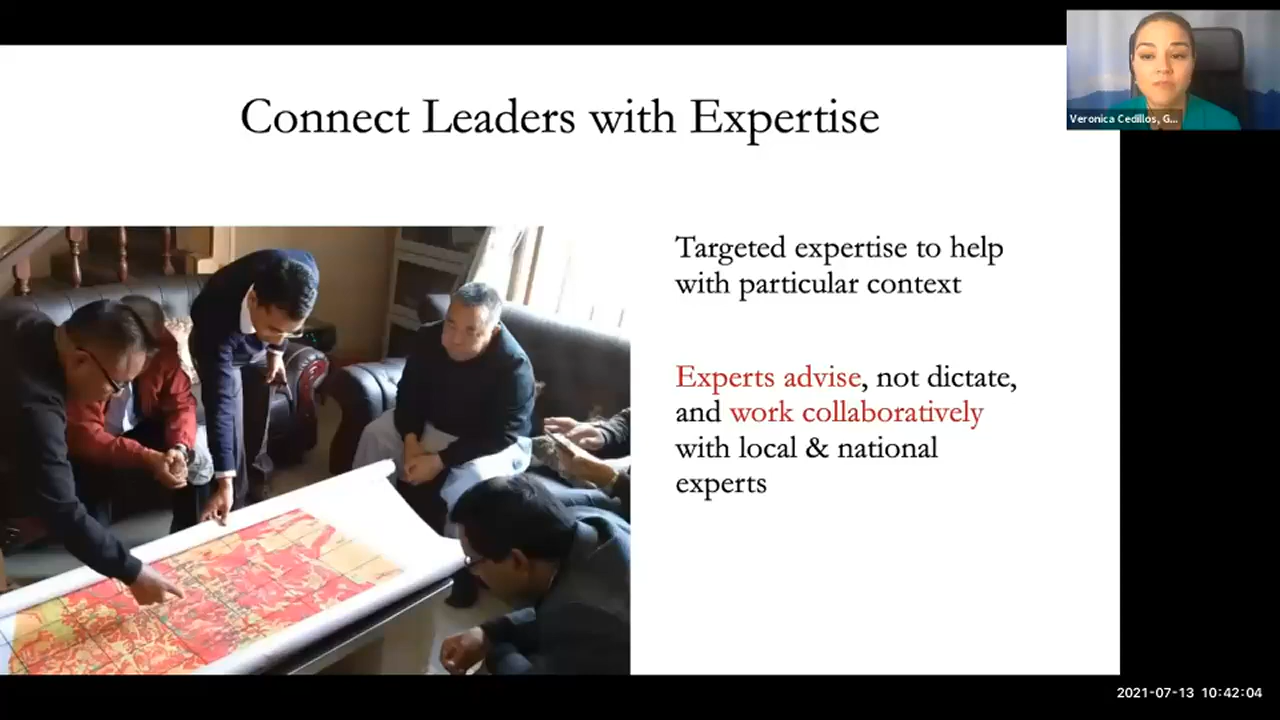 Connect Leaders with Expertise
Veronica Cedillos, G...
Targeted expertise to help
with particular context
Experts advise, not dictate,
and work collaboratively
with local & national
experts
2021-07-13 10:42:04